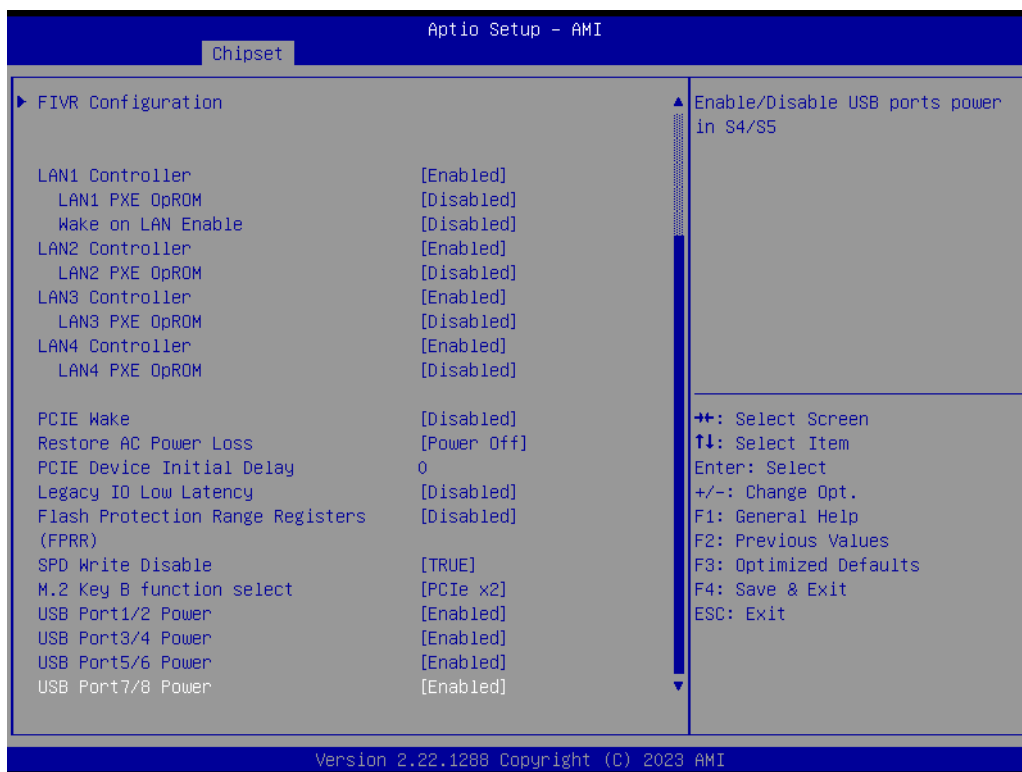 Aptio Setup – AMI
Chipset
FIVR Configuration
LAN1 Controller [Enabled]
LAN1 PXE OpROM [Disabled]
Wake on LAN Enable [Disabled]
LAN2 Controller [Enabled]
LAN2 PXE OpROM [Disabled]
LAN3 Controller [Enabled]
LAN3 PXE OpROM [Disabled]
LAN4 Controller [Enabled]
LAN4 PXE OpROM [Disabled]
PCIE Wake [Disabled]
Restore AC Power Loss [Power Off]
PCIE Device Initial Delay 0
Legacy IO Low Latency [Disabled]
Flash Protection Range Registers [Disabled]
(FPRR)
SPD Write Disable [TRUE]
M.2 Key B function select [PCIe x2]
USB Port1/2 Power [Enabled]
USB Port3/4 Power [Enabled]
USB Port5/6 Power [Enabled]
USB Port7/8 Power [Enabled]
Enable/Disable USB ports power
in S4/S5
→←: Select Screen
↑↓: Select Item
Enter: Select
+/-: Change Opt.
F1: General Help
F2: Previous Values
F3: Optimized Defaults
F4: Save & Exit
ESC: Exit
Version 2.22.1288 Copyright (C) 2023 AMI